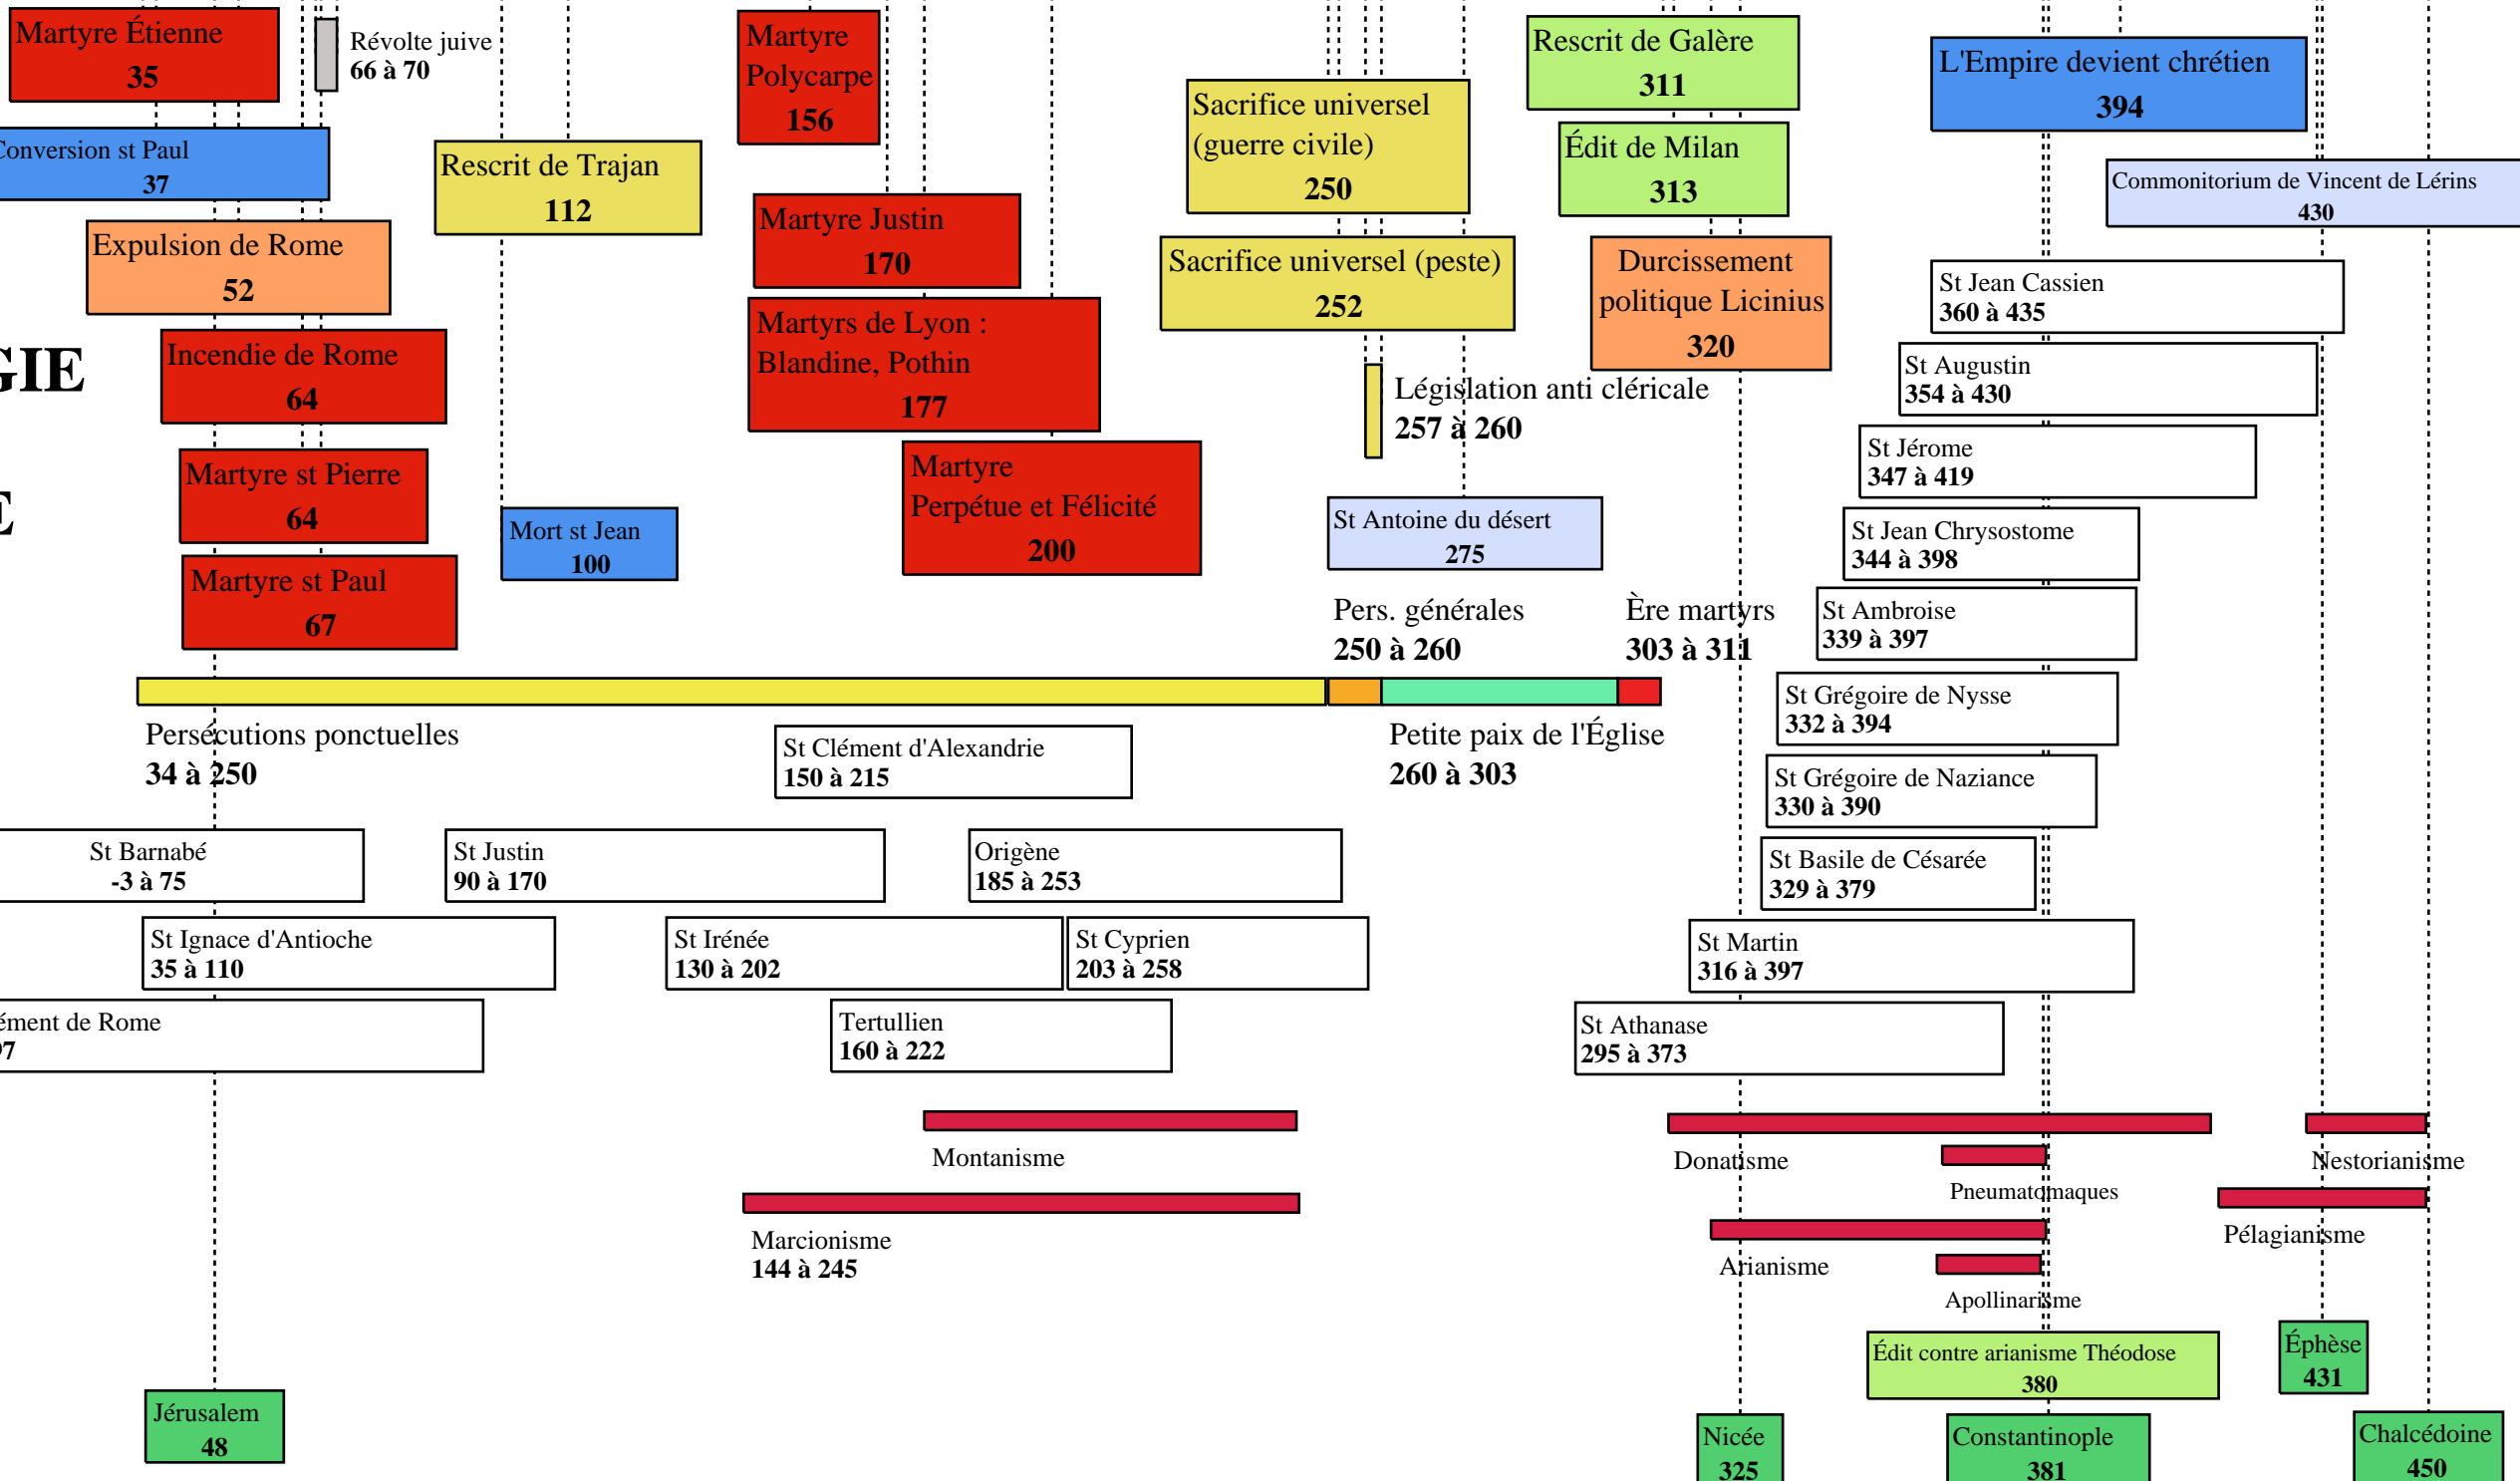 Martyre Étienne
35
Révolte juive
66 à 70
Conversion st Paul
37
Expulsion de Rome
52
Incendie de Rome
64
GIE
Martyre st Pierre
64
E
Martyre st Paul
67
Rescrit de Trajan
112
Mort st Jean
100
Martyre
Polycarpe
156
Martyre Justin
170
Martyrs de Lyon :
Blandine, Pothin
177
Martyre
Perpétue et Félicité
200
Sacrifice universel
(guerre civile)
250
Sacrifice universel (peste)
252
Législation anti cléricale
257 à 260
St Antoine du désert
275
Rescrit de Galère
311
Édit de Milan
313
Durcissement
politique Licinius
320
L'Empire devient chrétien
394
Commonitorium de Vincent de Lérins
430
St Jean Cassien
360 à 435
St Augustin
354 à 430
St Jérome
347 à 419
St Jean Chrysostome
344 à 398
St Ambroise
339 à 397
St Grégoire de Nysse
332 à 394
St Grégoire de Naziance
330 à 390
St Basile de Césarée
329 à 379
St Martin
316 à 397
St Athanase
295 à 373
Pers. générales
250 à 260
Ère martyrs
303 à 311
Persécutions ponctuelles
34 à 250
Petite paix de l'Église
260 à 303
St Clément d'Alexandrie
150 à 215
St Barnabé
-3 à 75
St Justin
90 à 170
Origène
185 à 253
St Ignace d'Antioche
35 à 110
St Irénée
130 à 202
St Cyprien
203 à 258
ément de Rome
97
Tertullien
160 à 222
Montanisme
Marcionisme
144 à 245
Donatisme
Pneumatomaques
Arianisme
Apollinarisme
Nestorianisme
Pélagianisme
Édit contre arianisme Théodose
380
Éphèse
431
Jérusalem
48
Nicée
325
Constantinople
381
Chalcédoine
450